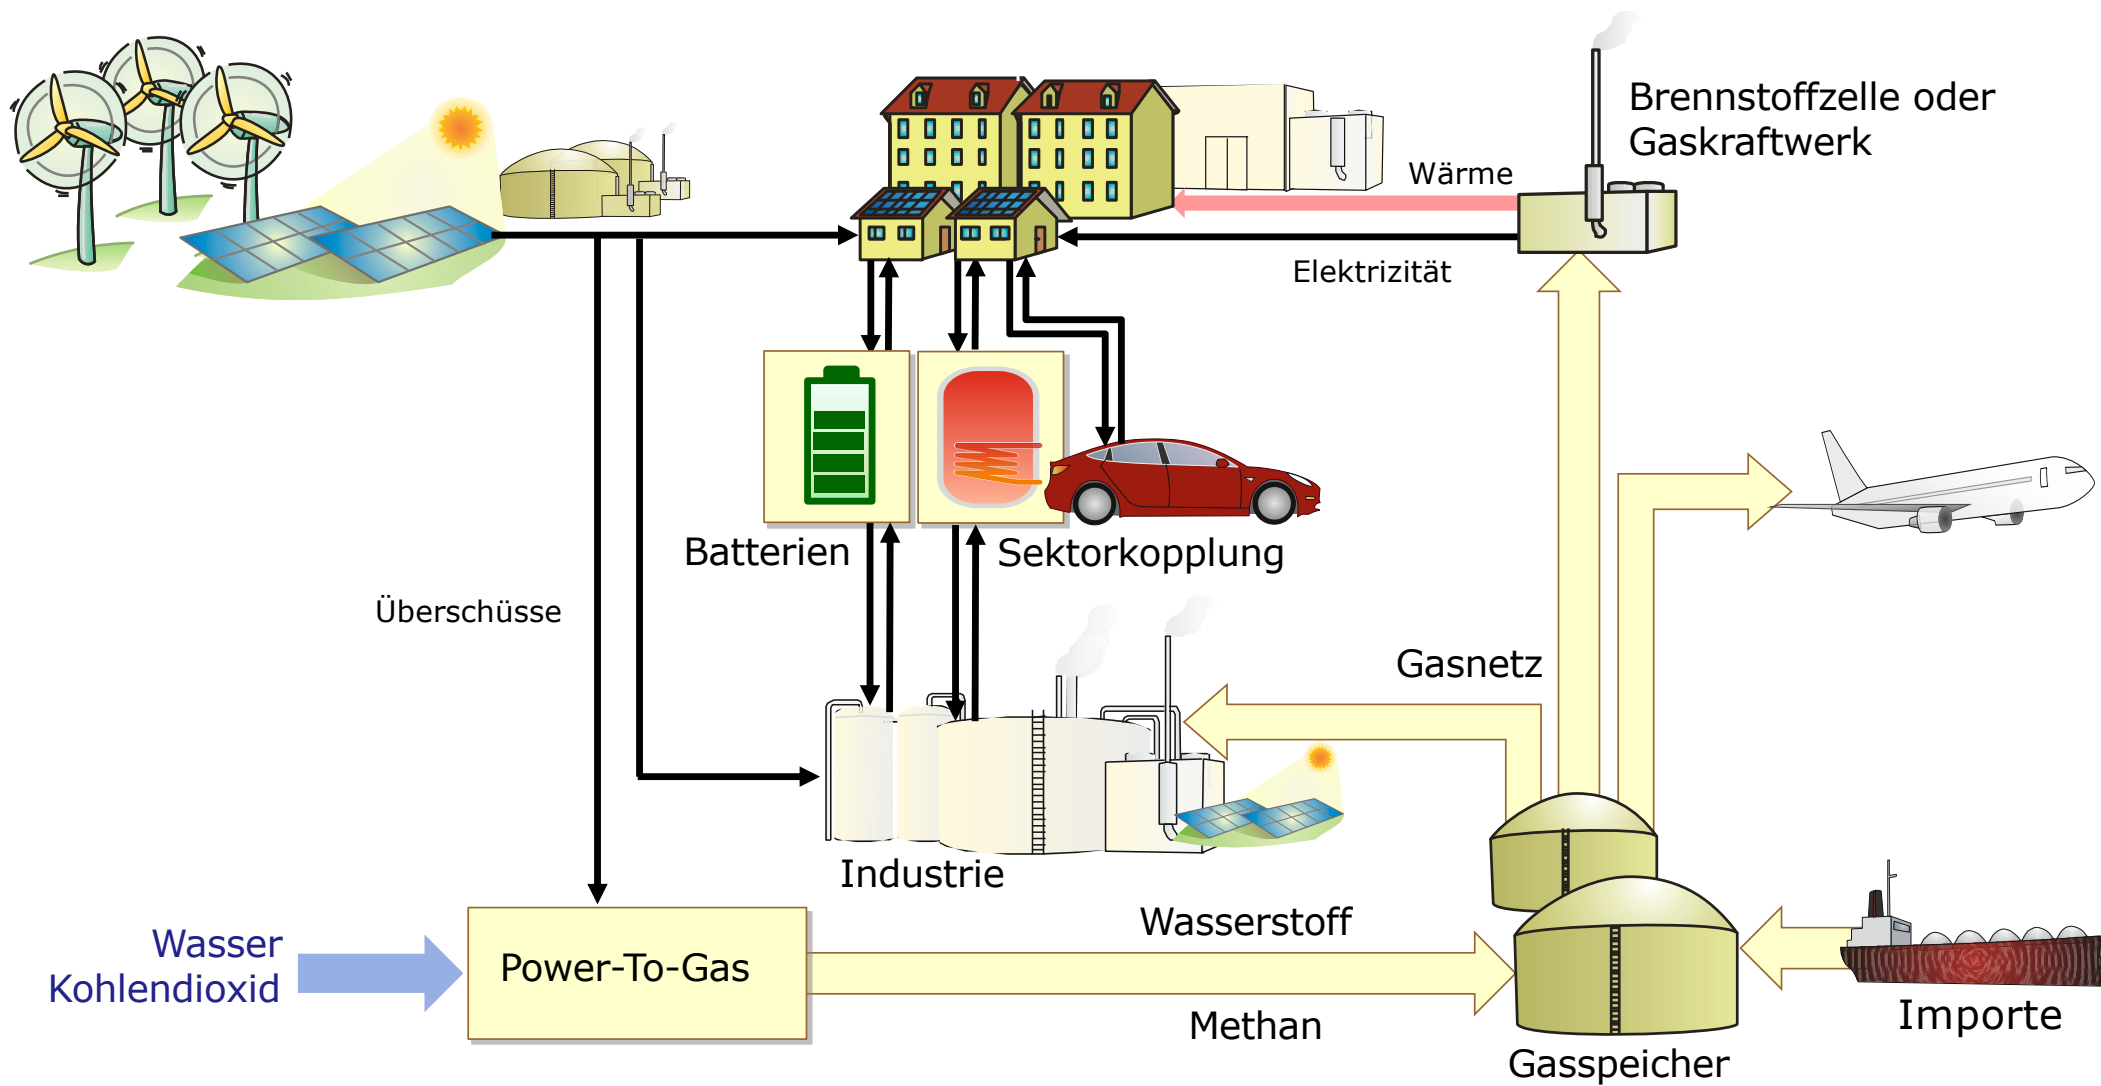 Brennstoffzelle oder
Gaskraftwerk
Wärme
Elektrizität
Batterien
Sektorkopplung
Überschüsse
Gasnetz
Industrie
Wasser
Kohlendioxid
Power-To-Gas
Wasserstoff
Methan
Gasspeicher
Importe